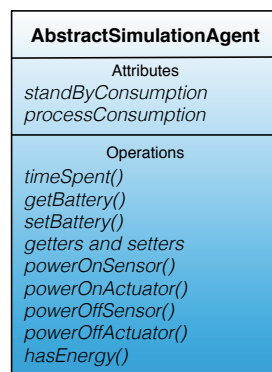 AbstractSimulationAgent
Attributes
standByConsumption
processConsumption
Operations
timeSpent()
getBattery()
setBattery()
getters and setters
powerOnSensor()
powerOnActuator()
powerOffSensor()
powerOffActuator()
hasEnergy()